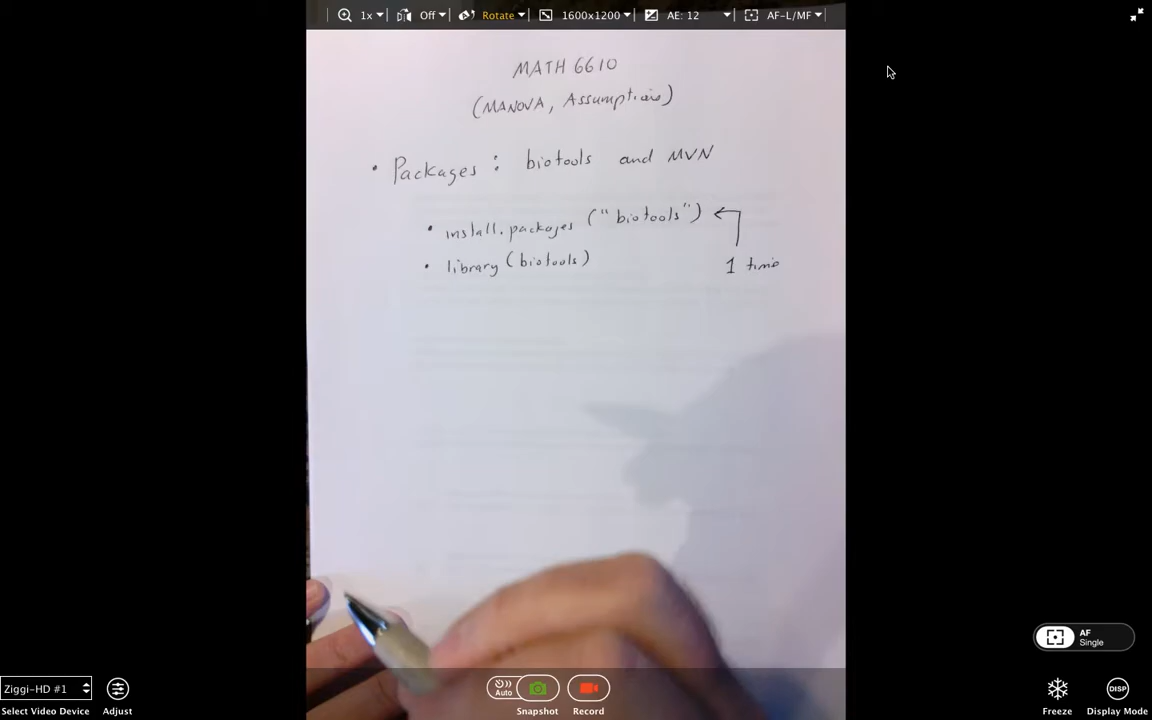 1x Off Rotate 1600x1200 AE: 12 AF-L/MF
MATH 6610
(MANOVA, Assumptions)
• Packages : biotools and MVN
• install.packages ("biotools")
• library (biotools)
1 time
AF
Single
Ziggi-HD #1
Select Video Device
Adjust
Auto
Snapshot
Record
Freeze
DISP
Display Mode